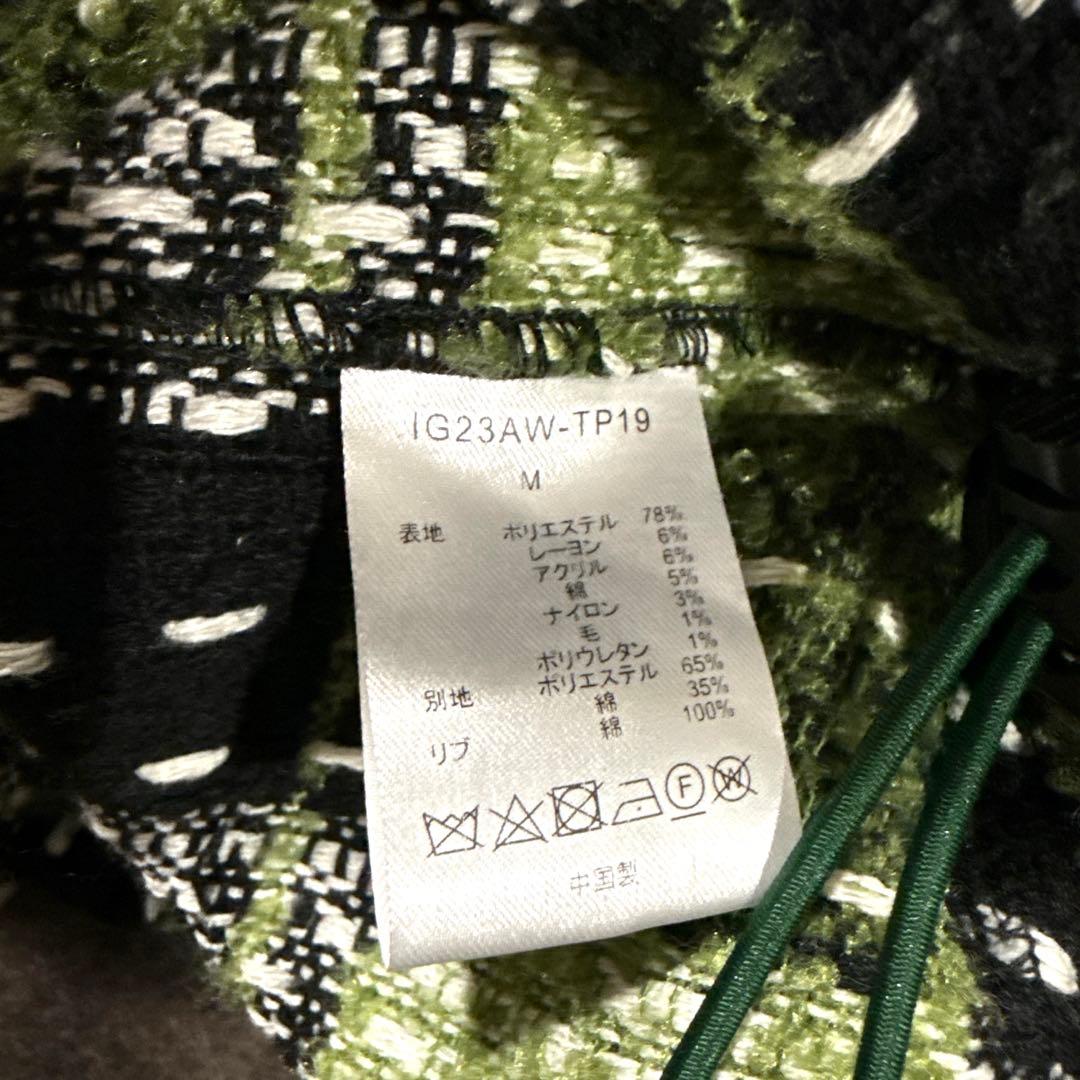 IG23AW-TP19
M
表地 ポリエステル 78%
レーヨン 6%
アクリル 6%
綿 5%
ナイロン 3%
毛 1%
ポリウレタン 1%
別地 ポリエステル 65%
綿 35%
リブ 綿 100%
F W
中国製